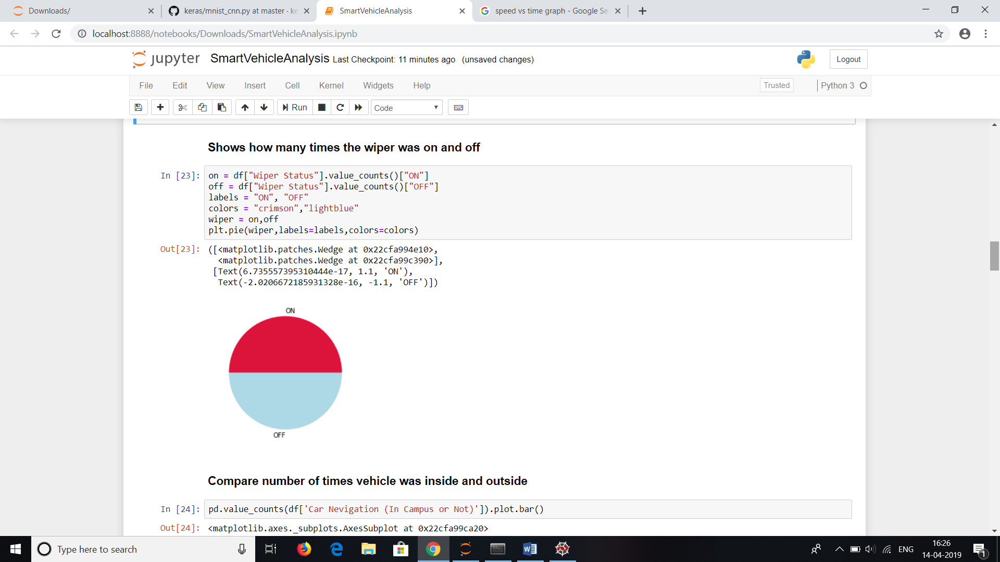 Downloads/
keras/mnist_cnn.py at master · ke
SmartVehicleAnalysis
speed vs time graph - Google Se
localhost:8888/notebooks/Downloads/SmartVehicleAnalysis.ipynb
jupyter SmartVehicleAnalysis Last Checkpoint: 11 minutes ago (unsaved changes)
Logout
File Edit View Insert Cell Kernel Widgets Help
Trusted
Python 3
Run
Code
Shows how many times the wiper was on and off
In [23]: on = df["Wiper Status"].value_counts()["ON"]
off = df["Wiper Status"].value_counts()["OFF"]
labels = "ON", "OFF"
colors = "crimson","lightblue"
wiper = on,off
plt.pie(wiper,labels=labels,colors=colors)
Out[23]: ([<matplotlib.patches.Wedge at 0x22cfa994e10>,
<matplotlib.patches.Wedge at 0x22cfa99c390>],
[Text(6.735557395310444e-17, 1.1, 'ON'),
Text(-2.0206672185931328e-16, -1.1, 'OFF')])
ON
OFF
Compare number of times vehicle was inside and outside
In [24]: pd.value_counts(df['Car Nevigation (In Campus or Not)']).plot.bar()
Out[24]: <matplotlib.axes._subplots.AxesSubplot at 0x22cfa99ca20>
Type here to search
ENG
16:26
14-04-2019
1